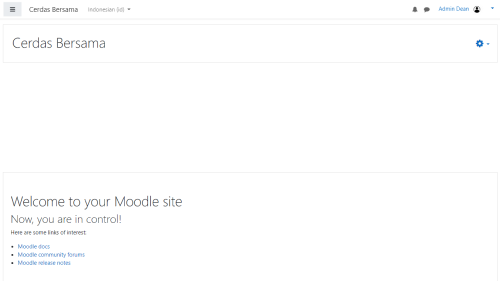 Cerdas Bersama Indonesian (id) Admin Dean
Cerdas Bersama
Welcome to your Moodle site
Now, you are in control!
Here are some links of interest:
Moodle docs
Moodle community forums
Moodle release notes